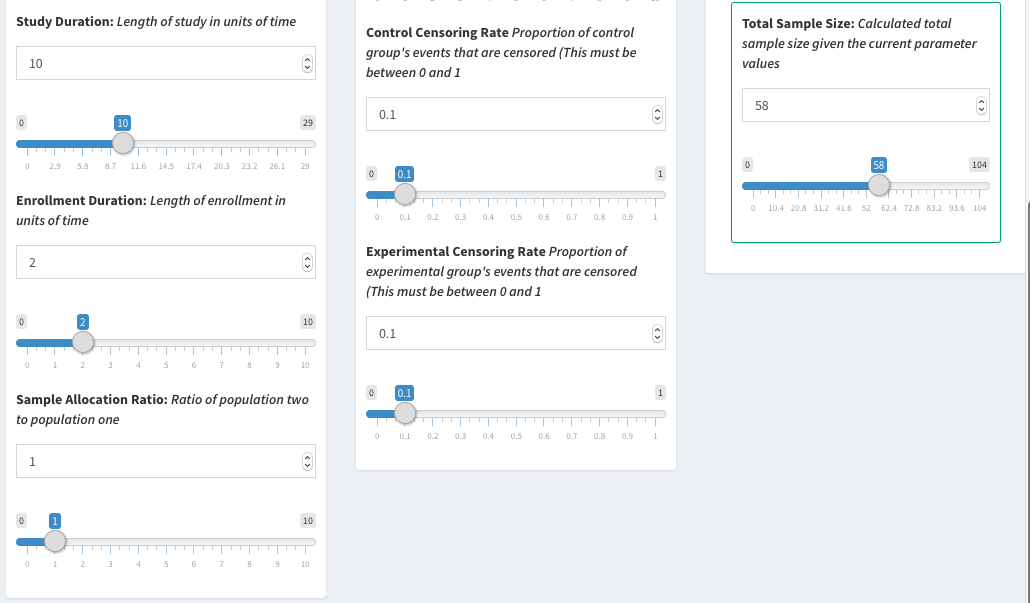 Study Duration: Length of study in units of time
10
0 10 29
0 2.9 5.8 8.7 11.6 14.5 17.4 20.3 23.2 26.1 29
Enrollment Duration: Length of enrollment in
units of time
2
0 2 10
0 1 2 3 4 5 6 7 8 9 10
Sample Allocation Ratio: Ratio of population two
to population one
1
0 1 10
0 1 2 3 4 5 6 7 8 9 10
Control Censoring Rate Proportion of control
group's events that are censored (This must be
between 0 and 1
0.1
0 0.1 1
0 0.1 0.2 0.3 0.4 0.5 0.6 0.7 0.8 0.9 1
Experimental Censoring Rate Proportion of
experimental group's events that are censored
(This must be between 0 and 1
0.1
0 0.1 1
0 0.1 0.2 0.3 0.4 0.5 0.6 0.7 0.8 0.9 1
Total Sample Size: Calculated total
sample size given the current parameter
values
58
0 58 104
0 10.4 20.8 31.2 41.6 52 62.4 72.8 83.2 93.6 104